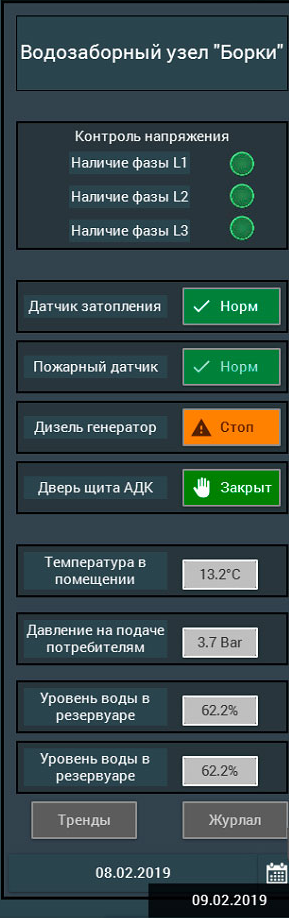 Водозаборный узел "Борки"
Контроль напряжения
Наличие фазы L1
Наличие фазы L2
Наличие фазы L3
Датчик затопления
Норм
Пожарный датчик
Норм
Дизель генератор
Стоп
Дверь щита АДК
Закрыт
Температура в
помещении
13.2°C
Давление на подаче
потребителям
3.7 Bar
Уровень воды в
резервуаре
62.2%
Уровень воды в
резервуаре
62.2%
Тренды
Журлал
08.02.2019
09.02.2019